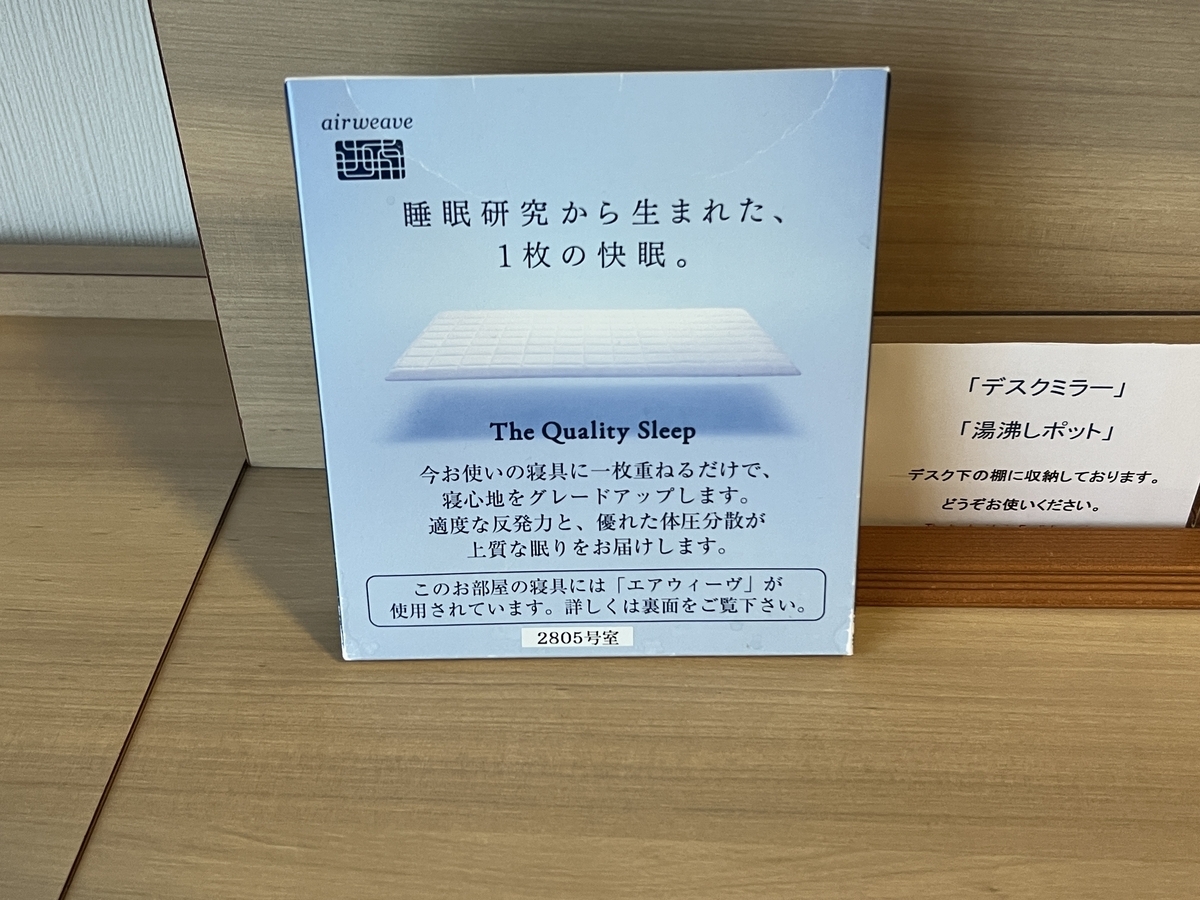 airweave
睡眠研究から生まれた、
1枚の快眠。
The Quality Sleep
今お使いの寝具に一枚重ねるだけで、
寝心地をグレードアップします。
適度な反発力と、優れた体圧分散が
上質な眠りをお届けします。
このお部屋の寝具には「エアウィーヴ」が
使用されています。詳しくは裏面をご覧下さい。
2805号室
「デスクミラー」
「湯沸しポット」
デスク下の棚に収納しております。
どうぞお使いください。